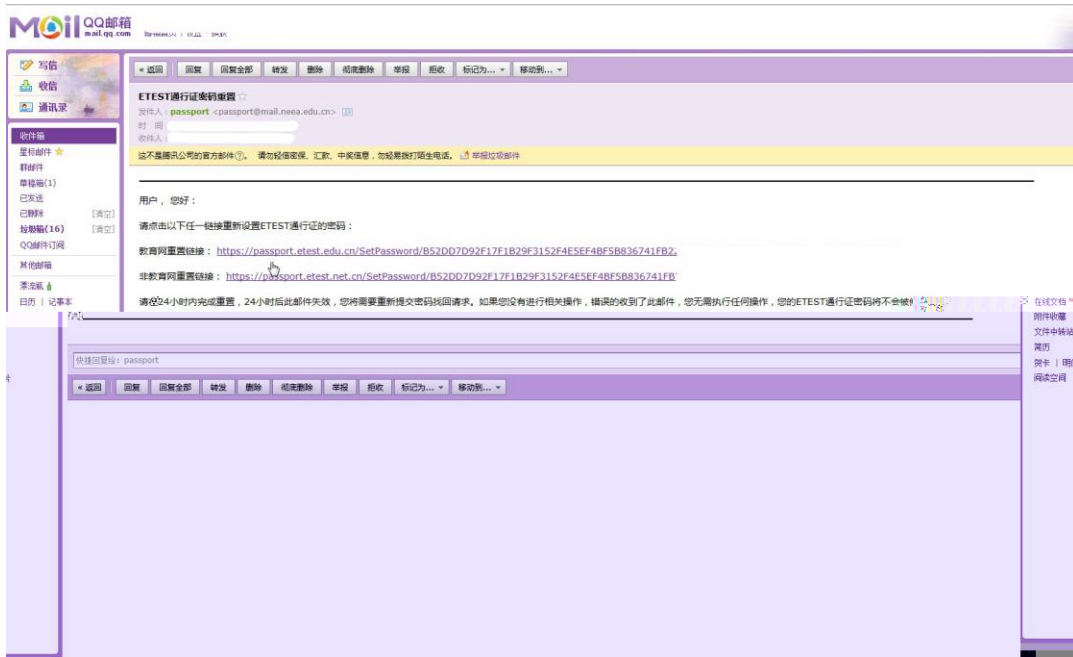 MAil QQ邮箱
mail.qq.com
写信
收信
通讯录
收件箱
星标邮件
群邮件
草稿箱(1)
已发送
已删除 [清空]
垃圾箱(16) [清空]
QQ邮件订阅
其他邮箱
漂流瓶
日历 | 记事本
« 返回 回复 回复全部 转发 删除 彻底删除 举报 拒收 标记为... 移动到...
ETEST通行证密码重置
发件人：passport <passport@mail.neea.edu.cn>
时 间
收件人：
这不是腾讯公司的官方邮件?。 请勿轻信密保、汇款、中奖信息，勿轻易拨打陌生电话。 举报垃圾邮件
用户，您好：
请点击以下任一链接重新设置ETEST通行证的密码：
教育网重置链接： https://passport.etest.edu.cn/SetPassword/B52DD7D92F17F1B29F3152F4E5EF4BF5B836741FB2
非教育网重置链接： https://passport.etest.net.cn/SetPassword/B52DD7D92F17F1B29F3152F4E5EF4BF5B836741FB
请在24小时内完成重置，24小时后此邮件失效，您将需要重新提交密码找回请求。如果您没有进行相关操作，错误的收到了此邮件，您无需执行任何操作，您的ETEST通行证密码将不会被
快捷回复给：passport
« 返回 回复 回复全部 转发 删除 彻底删除 举报 拒收 标记为... 移动到...
在线文档
附件收藏
文件中转站
简历
贺卡 | 明
阅读空间